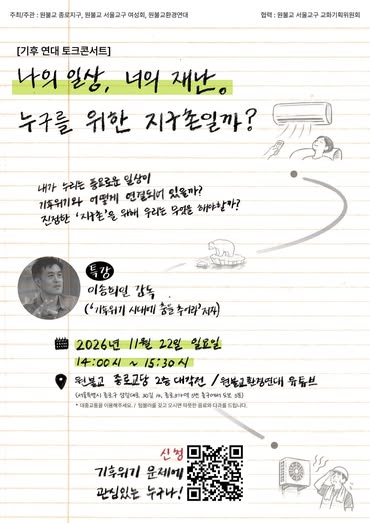 주최/주관 : 원불교 종로지구, 원불교 서울교구 여성회, 원불교환경연대
협력 : 원불교 서울교구 교화기획위원회
[기후 연대 토크콘서트]
나의 일상, 너의 재난.
누구를 위한 지구촌일까?
내가 누리는 풍요로운 일상이
기후위기와 어떻게 연결되어 있을까?
진정한 '지구촌'을 위해 우리는 무엇을 해야할까?
특강
이송희일 감독
('기후위기 시대에 춤을 추어라' 저자)
2026년 11월 22일 일요일
14:00시 ~ 15:30시
원불교 종로교당 2층 대각전 / 원불교환경연대 유튜브
* 대중교통을 이용해주세요. / 텀블러를 갖고 오시면 따뜻한 음료와 다과를 드립니다.
신청
기후위기 문제에
관심있는 누구나!